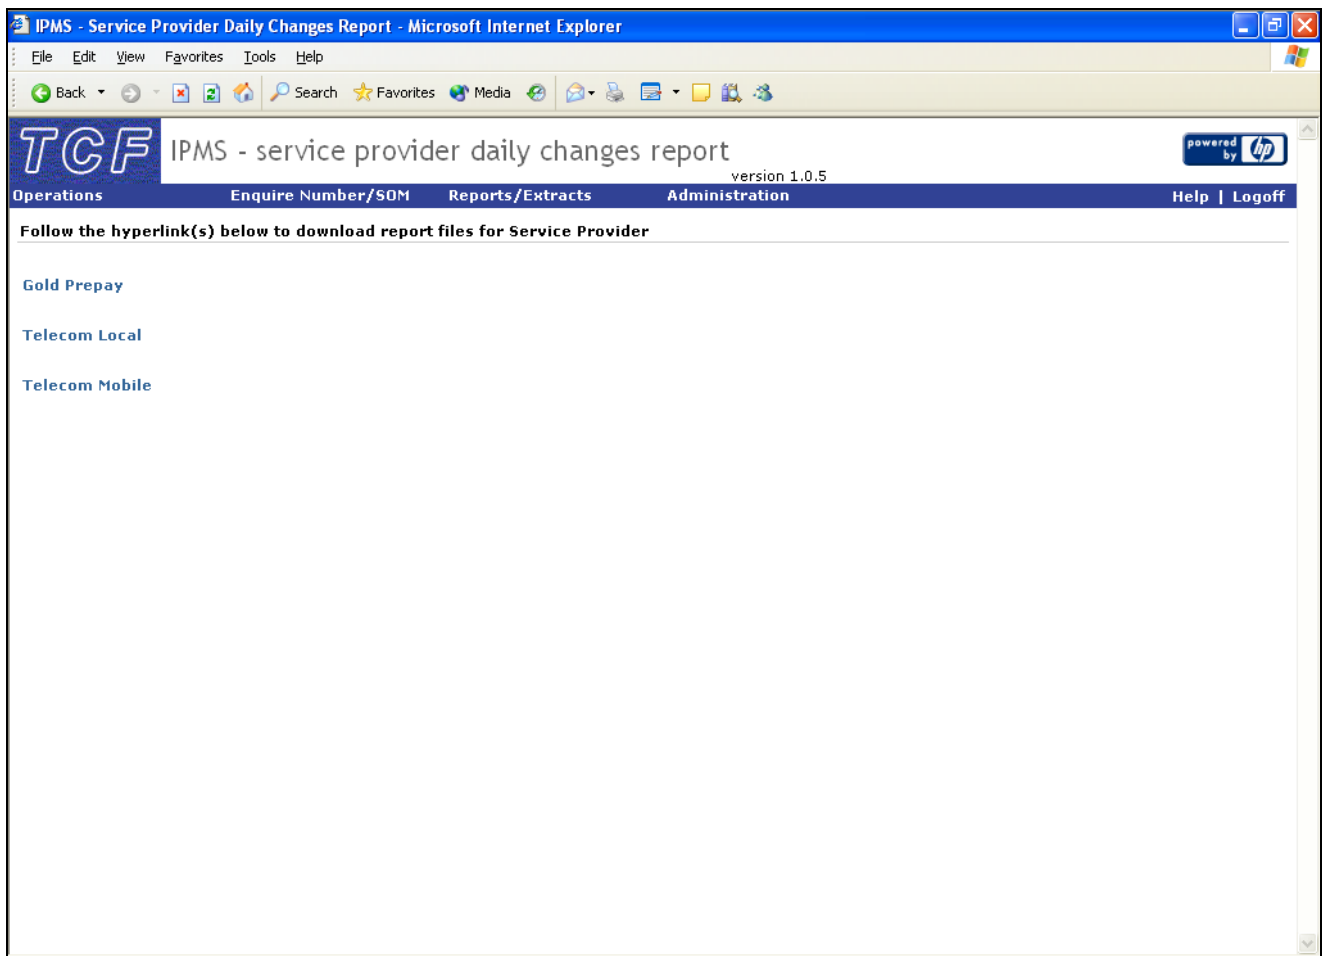 IPMS - Service Provider Daily Changes Report - Microsoft Internet Explorer
File Edit View Favorites Tools Help
Back Search Favorites Media
TCF IPMS - service provider daily changes report powered by hp
version 1.0.5
Operations Enquire Number/SOM Reports/Extracts Administration Help | Logoff
Follow the hyperlink(s) below to download report files for Service Provider
Gold Prepay
Telecom Local
Telecom Mobile